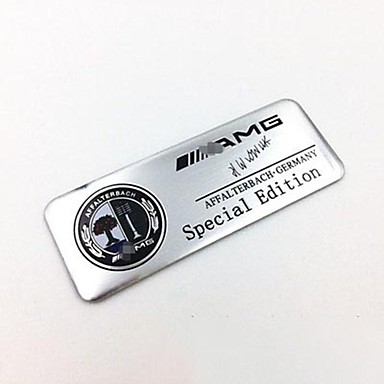 AFFALTERBACH
AMG
AMG
AFFALTERBACH·GERMANY
Special Edition